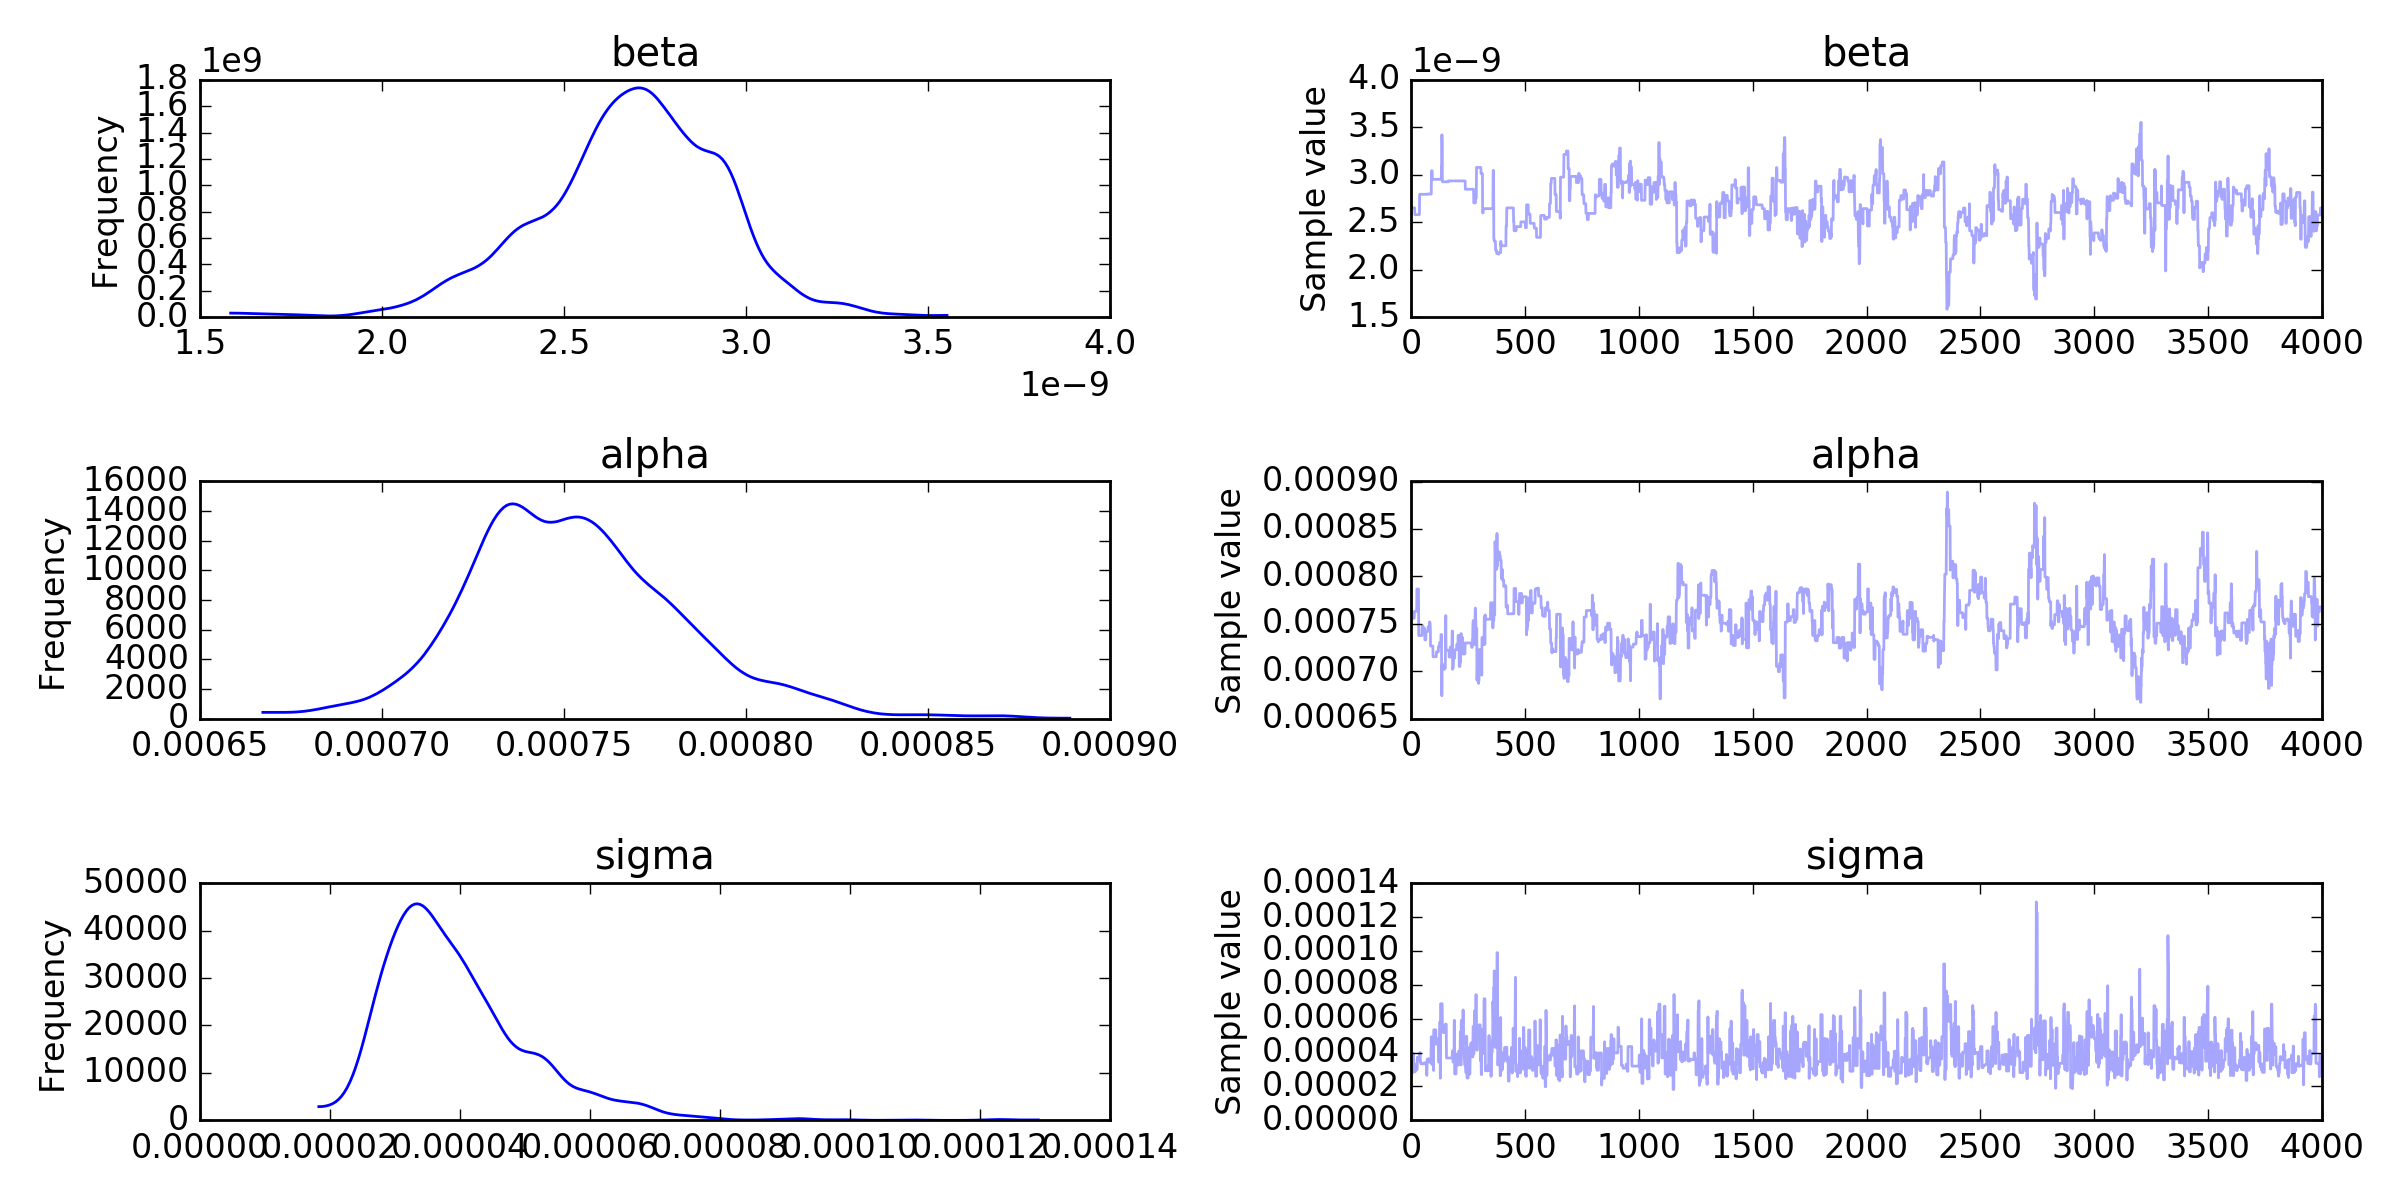 beta
1e9
Frequency
1.8
1.6
1.4
1.2
1.0
0.8
0.6
0.4
0.2
0.0
1.5 2.0 2.5 3.0 3.5 4.0
1e−9
beta
1e−9
Sample value
4.0
3.5
3.0
2.5
2.0
1.5
0 500 1000 1500 2000 2500 3000 3500 4000
alpha
Frequency
16000
14000
12000
10000
8000
6000
4000
2000
0
0.00065 0.00070 0.00075 0.00080 0.00085 0.00090
alpha
Sample value
0.00090
0.00085
0.00080
0.00075
0.00070
0.00065
0 500 1000 1500 2000 2500 3000 3500 4000
sigma
Frequency
50000
40000
30000
20000
10000
0
0.00000 0.00002 0.00004 0.00006 0.00008 0.00010 0.00012 0.00014
sigma
Sample value
0.00014
0.00012
0.00010
0.00008
0.00006
0.00004
0.00002
0.00000
0 500 1000 1500 2000 2500 3000 3500 4000